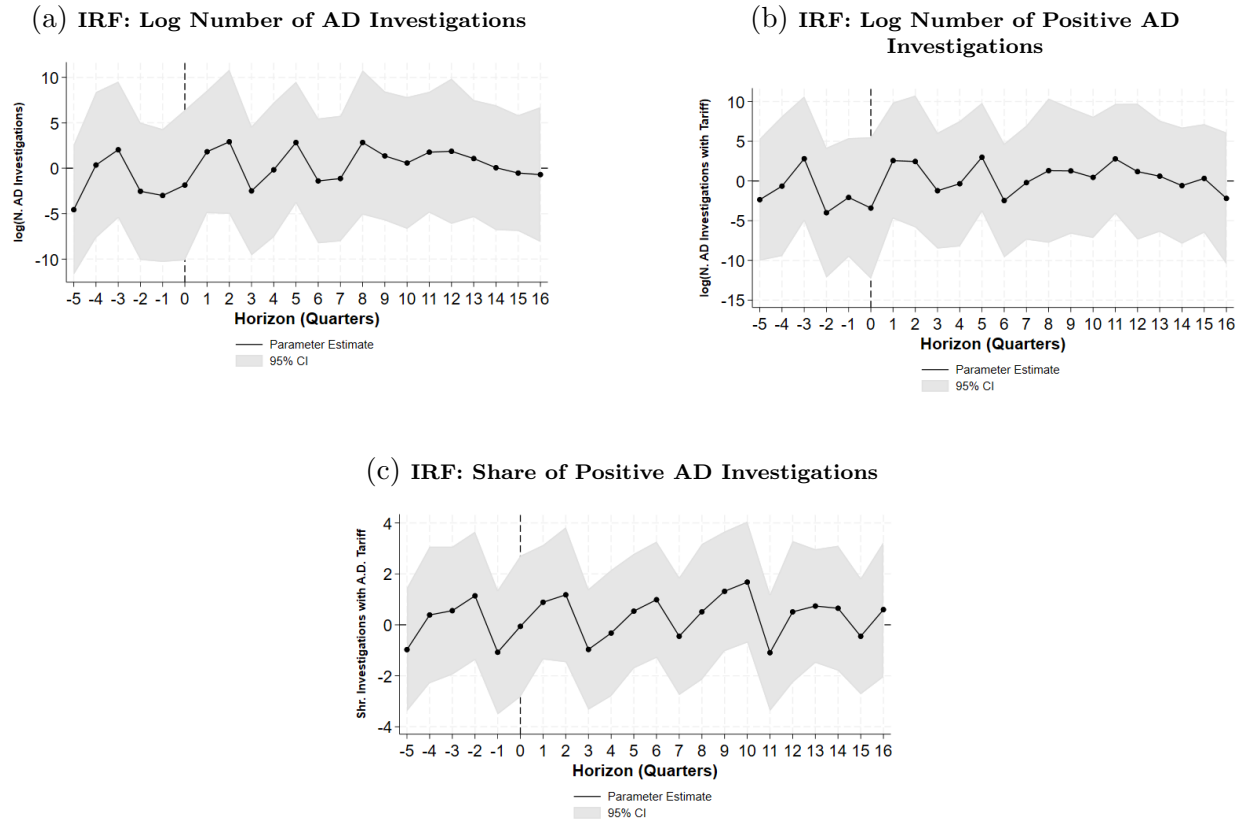 (a) IRF: Log Number of AD Investigations
log(N. AD Investigations)
10
5
0
-5
-10
-5 -4 -3 -2 -1 0 1 2 3 4 5 6 7 8 9 10 11 12 13 14 15 16
Horizon (Quarters)
Parameter Estimate
95% CI
(b) IRF: Log Number of Positive AD
Investigations
log(N. AD Investigations with Tariff)
10
5
0
-5
-10
-15
-5 -4 -3 -2 -1 0 1 2 3 4 5 6 7 8 9 10 11 12 13 14 15 16
Horizon (Quarters)
Parameter Estimate
95% CI
(c) IRF: Share of Positive AD Investigations
Shr. Investigations with A.D. Tariff
4
2
0
-2
-4
-5 -4 -3 -2 -1 0 1 2 3 4 5 6 7 8 9 10 11 12 13 14 15 16
Horizon (Quarters)
Parameter Estimate
95% CI